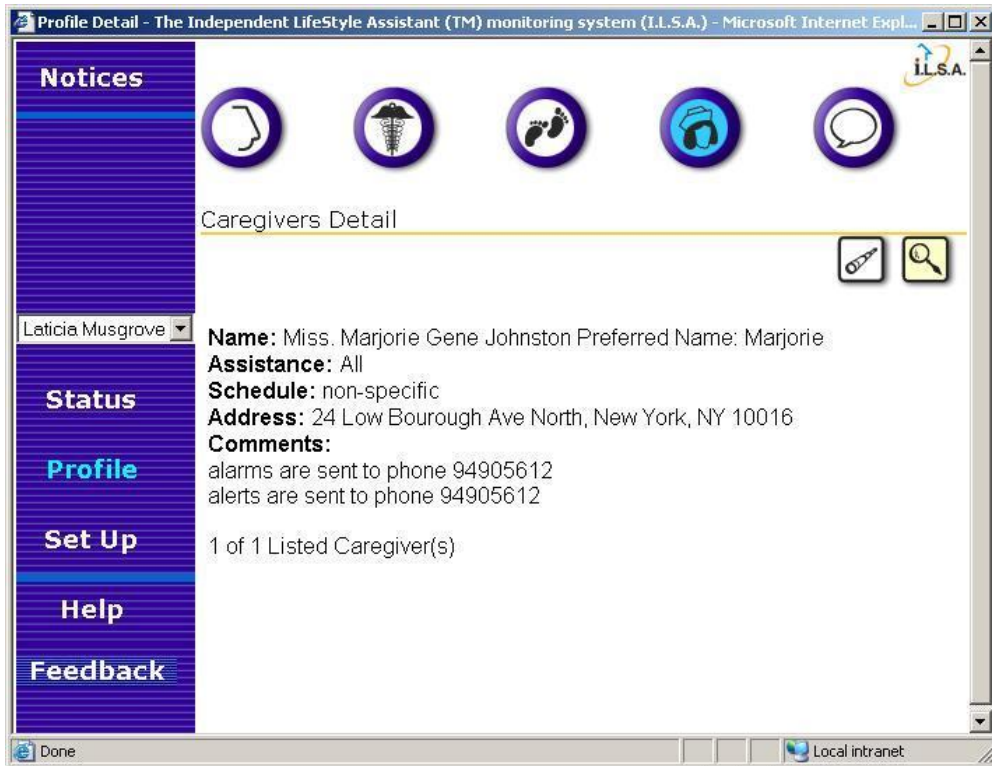 Profile Detail - The Independent LifeStyle Assistant (TM) monitoring system (I.L.S.A.) - Microsoft Internet Expl...
Notices
i.L.S.A.
Caregivers Detail
Laticia Musgrove
Name: Miss. Marjorie Gene Johnston Preferred Name: Marjorie
Assistance: All
Schedule: non-specific
Address: 24 Low Bourough Ave North, New York, NY 10016
Comments:
alarms are sent to phone 94905612
alerts are sent to phone 94905612
1 of 1 Listed Caregiver(s)
Status
Profile
Set Up
Help
Feedback
Done
Local intranet